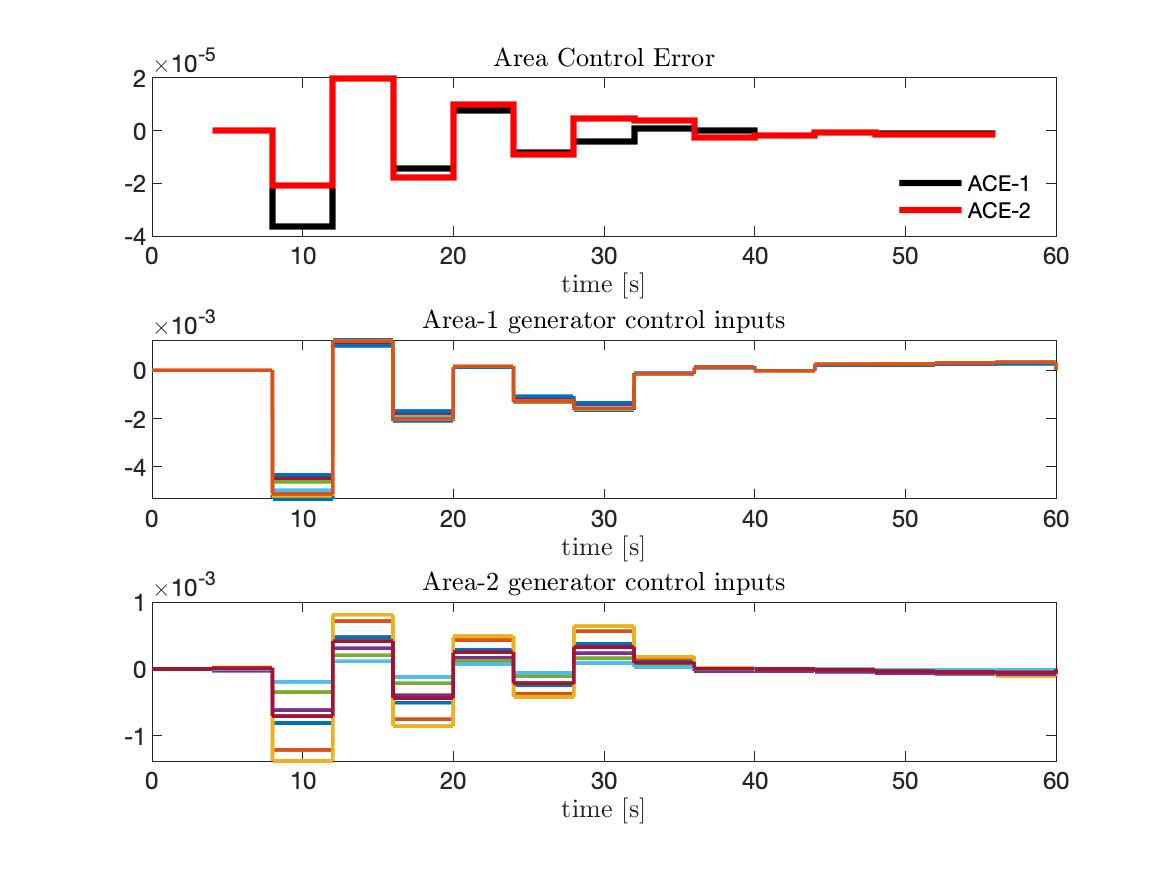 ×10-5
Area Control Error
2
0
-2
-4
ACE-1
ACE-2
0 10 20 30 40 50 60
time [s]
×10-3
Area-1 generator control inputs
0
-2
-4
0 10 20 30 40 50 60
time [s]
×10-3
Area-2 generator control inputs
1
0
-1
0 10 20 30 40 50 60
time [s]